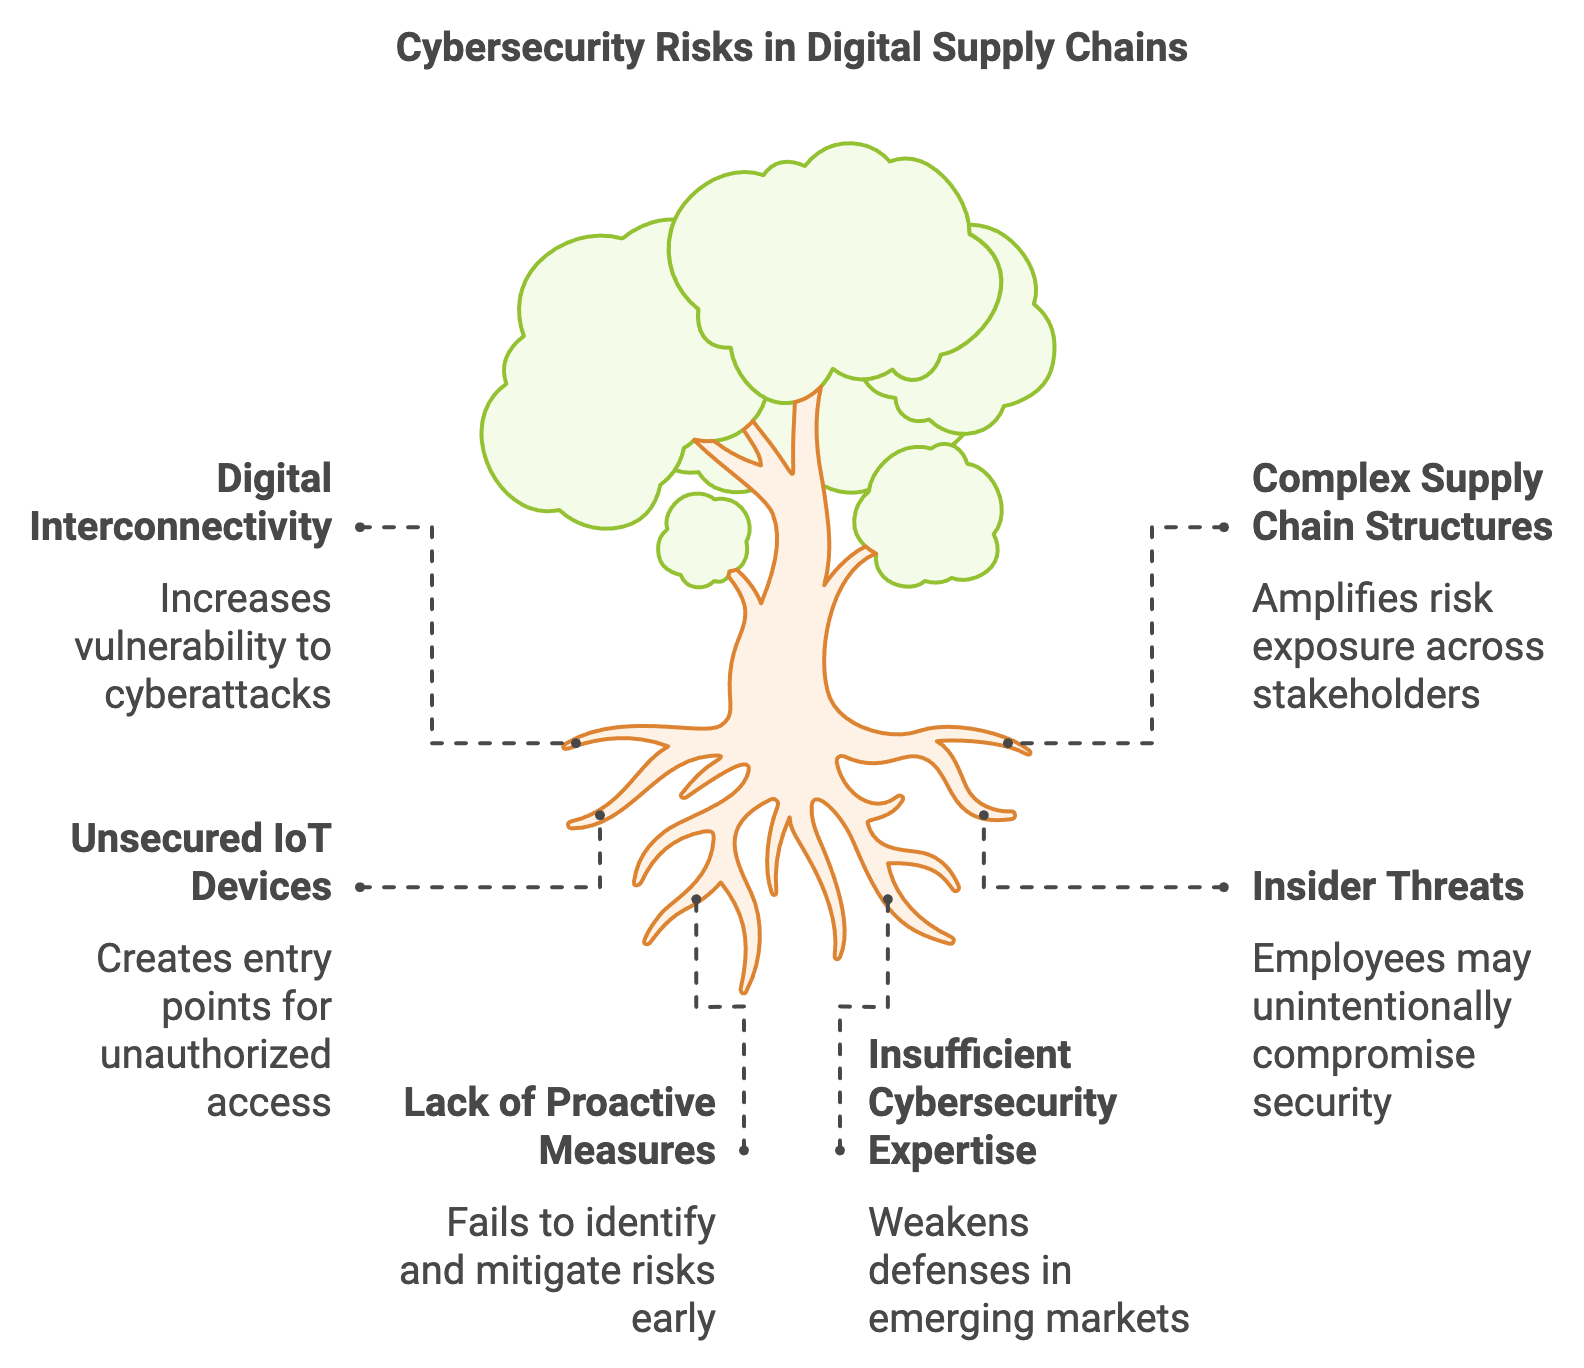 Cybersecurity Risks in Digital Supply Chains
Digital
Interconnectivity
Increases
vulnerability to
cyberattacks
Complex Supply
Chain Structures
Amplifies risk
exposure across
stakeholders
Unsecured IoT
Devices
Creates entry
points for
unauthorized
access
Insider Threats
Employees may
unintentionally
compromise
security
Lack of Proactive
Measures
Fails to identify
and mitigate risks
early
Insufficient
Cybersecurity
Expertise
Weakens
defenses in
emerging markets